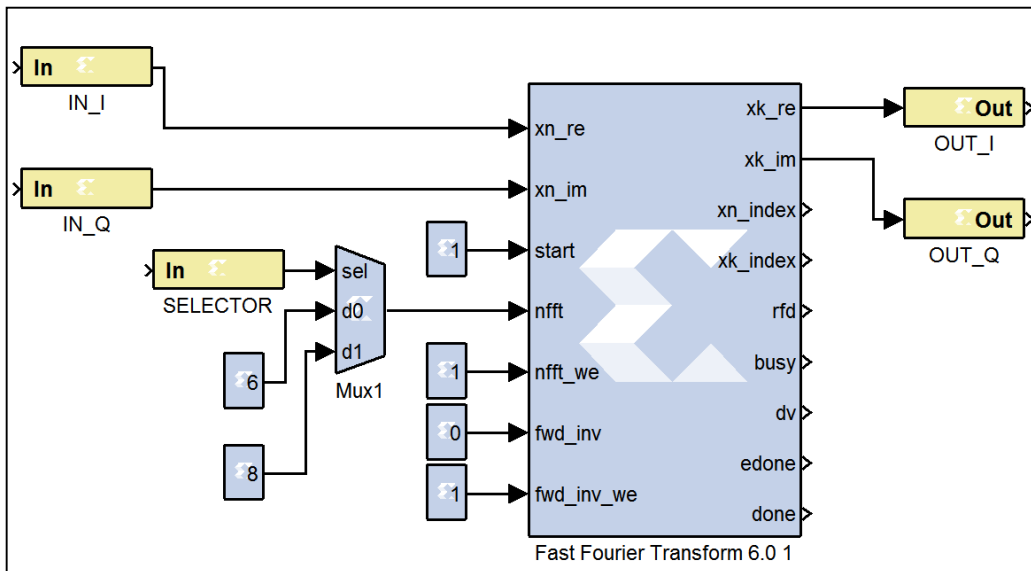 In
IN_I
In
IN_Q
In
SELECTOR
6
8
sel
d0
d1
Mux1
1
1
0
1
xn_re
xn_im
start
nfft
nfft_we
fwd_inv
fwd_inv_we
xk_re
xk_im
xn_index
xk_index
rfd
busy
dv
edone
done
Fast Fourier Transform 6.0 1
Out
OUT_I
Out
OUT_Q